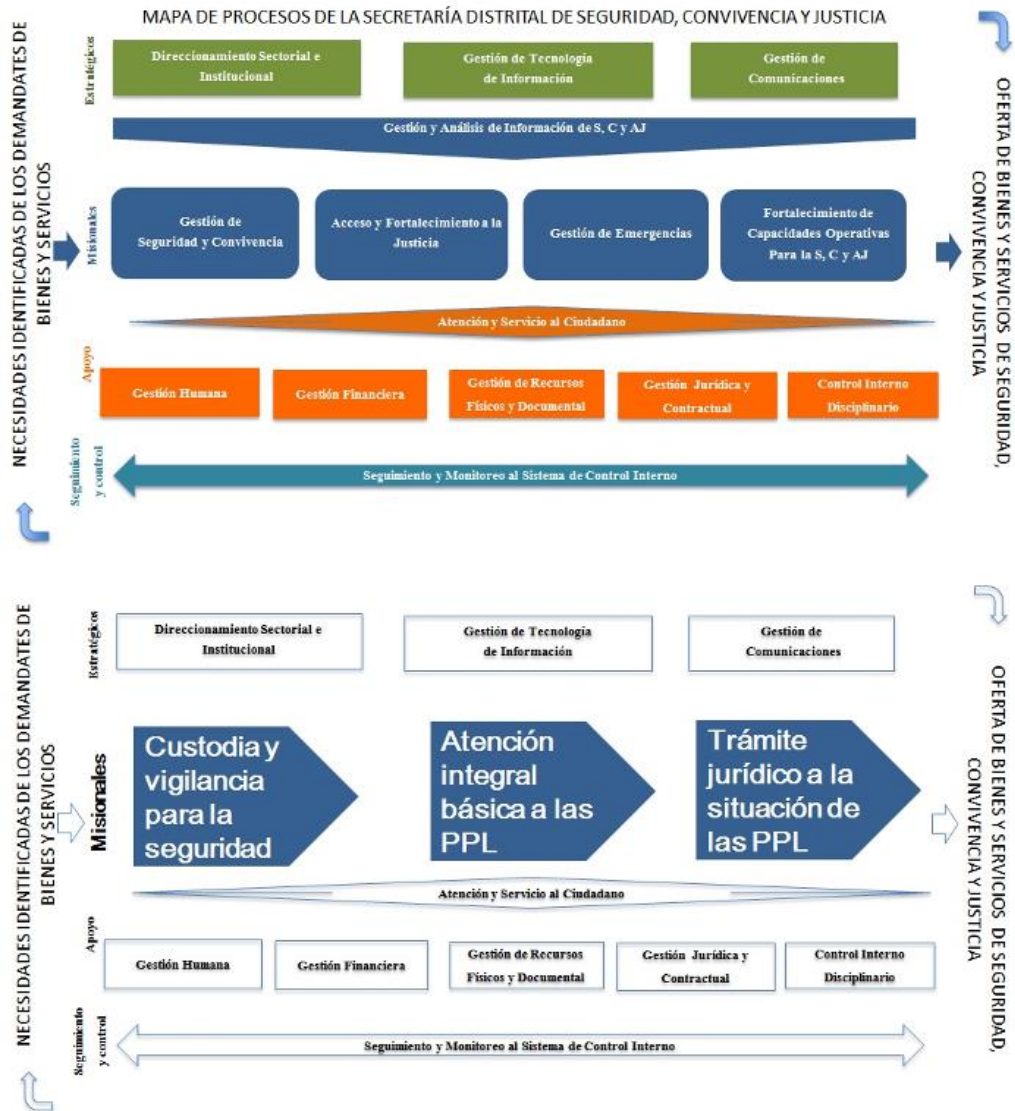 MAPA DE PROCESOS DE LA SECRETARÍA DISTRITAL DE SEGURIDAD, CONVIVENCIA Y JUSTICIA
NECESIDADES IDENTIFICADAS DE LOS DEMANDATES DE
BIENES Y SERVICIOS
Estratégicos
Direccionamiento Sectorial e
Institucional
Gestión de Tecnología
de Información
Gestión de
Comunicaciones
Gestión y Análisis de Información de S, C y AJ
Misionales
Gestión de
Seguridad y Convivencia
Acceso y Fortalecimiento a la
Justicia
Gestión de Emergencias
Fortalecimiento de
Capacidades Operativas
Para la S, C y AJ
Atención y Servicio al Ciudadano
Apoyo
Gestión Humana
Gestión Financiera
Gestión de Recursos
Físicos y Documental
Gestión Jurídica y
Contractual
Control Interno
Disciplinario
Seguimiento
y control
Seguimiento y Monitoreo al Sistema de Control Interno
OFERTA DE BIENES Y SERVICIOS DE SEGURIDAD,
CONVIVENCIA Y JUSTICIA
NECESIDADES IDENTIFICADAS DE LOS DEMANDATES DE
BIENES Y SERVICIOS
Estratégicos
Direccionamiento Sectorial e
Institucional
Gestión de Tecnología
de Información
Gestión de
Comunicaciones
Misionales
Custodia y
vigilancia
para la
seguridad
Atención
integral
básica a las
PPL
Trámite
jurídico a la
situación de
las PPL
Atención y Servicio al Ciudadano
Apoyo
Gestión Humana
Gestión Financiera
Gestión de Recursos
Físicos y Documental
Gestión Jurídica y
Contractual
Control Interno
Disciplinario
Seguimiento
y control
Seguimiento y Monitoreo al Sistema de Control Interno
OFERTA DE BIENES Y SERVICIOS DE SEGURIDAD,
CONVIVENCIA Y JUSTICIA